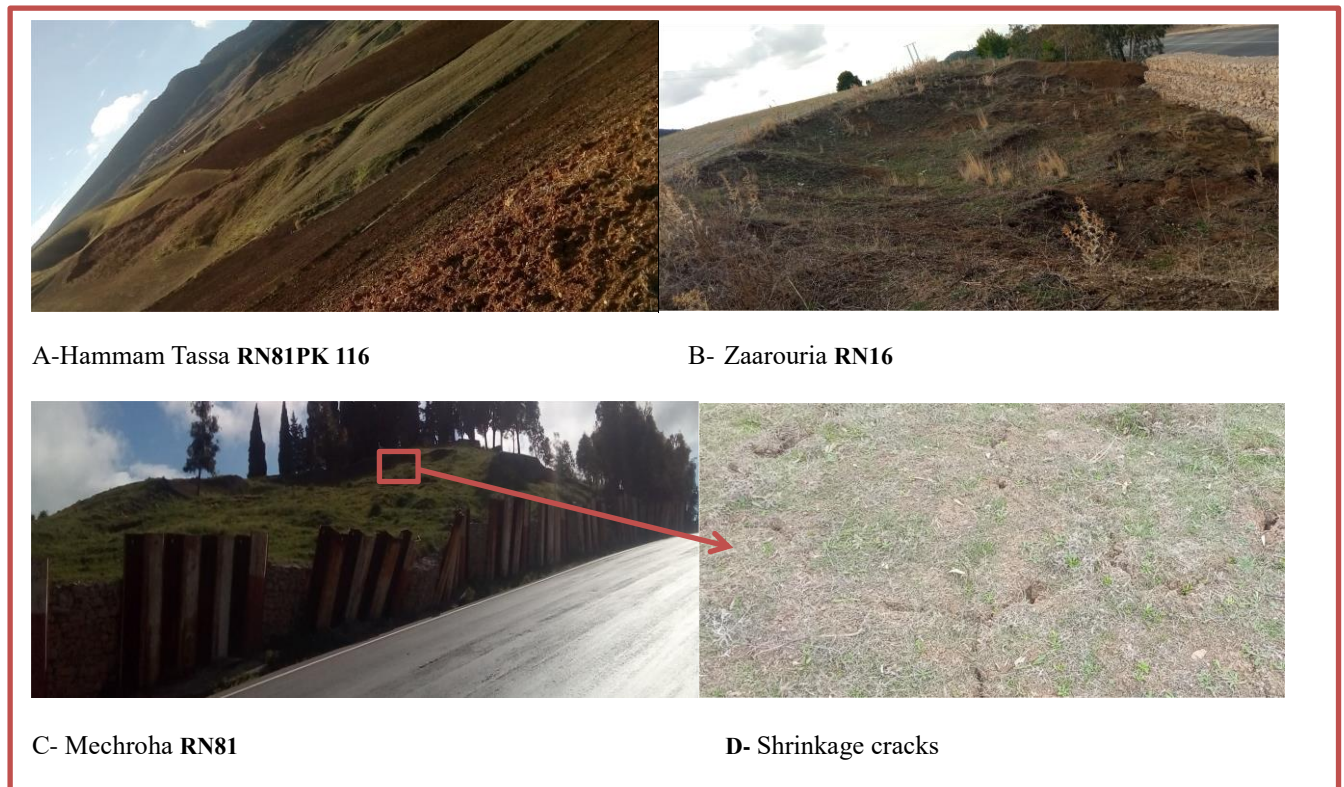 A-Hammam Tassa RN81PK 116
B- Zaarouria RN16
C- Mechroha RN81
D- Shrinkage cracks